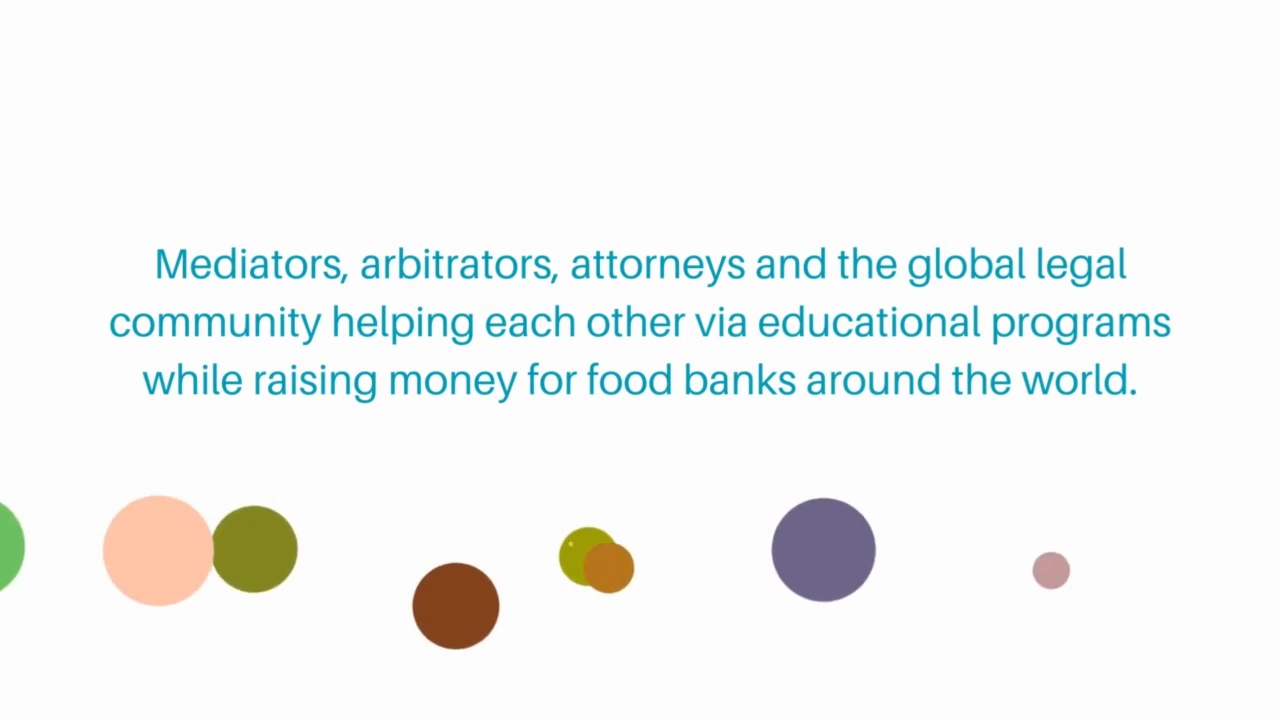 Mediators, arbitrators, attorneys and the global legal
community helping each other via educational programs
while raising money for food banks around the world.